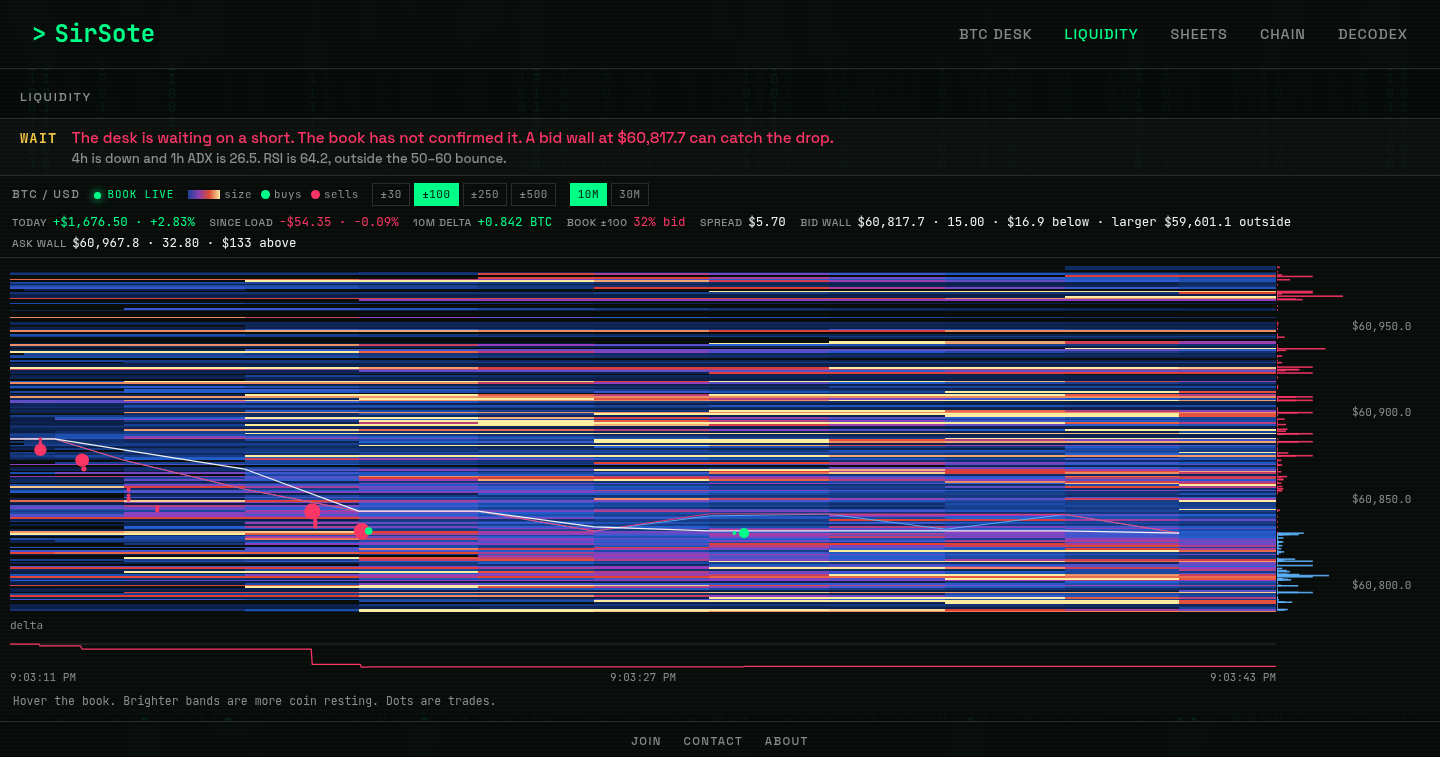 > SirSote
BTC DESK LIQUIDITY SHEETS CHAIN DECODEX
LIQUIDITY
WAIT The desk is waiting on a short. The book has not confirmed it. A bid wall at $60,817.7 can catch the drop.
4h is down and 1h ADX is 26.5. RSI is 64.2, outside the 50–60 bounce.
BTC / USD BOOK LIVE size buys sells ±30 ±100 ±250 ±500 10M 30M
TODAY +$1,676.50 · +2.83% SINCE LOAD -$54.35 · -0.09% 10M DELTA +0.842 BTC BOOK ±100 32% bid SPREAD $5.70 BID WALL $60,817.7 · 15.00 · $16.9 below · larger $59,601.1 outside
ASK WALL $60,967.8 · 32.80 · $133 above
$60,950.0
$60,900.0
$60,850.0
$60,800.0
delta
9:03:11 PM 9:03:27 PM 9:03:43 PM
Hover the book. Brighter bands are more coin resting. Dots are trades.
JOIN CONTACT ABOUT